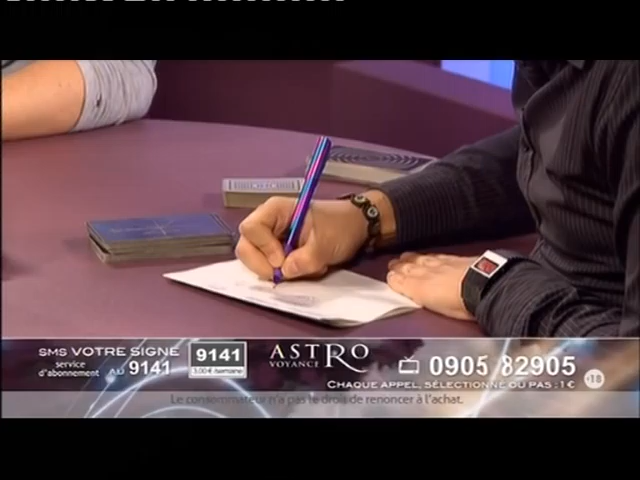 SMS VOTRE SIGNE
service
d'abonnement AU 9141
9141
3,00 € /semaine
ASTRO
VOYANCE
0905 82905
CHAQUE APPEL, SÉLECTIONNÉ OU PAS : 1 €
-18
Le consommateur n'a pas le droit de renoncer à l'achat.